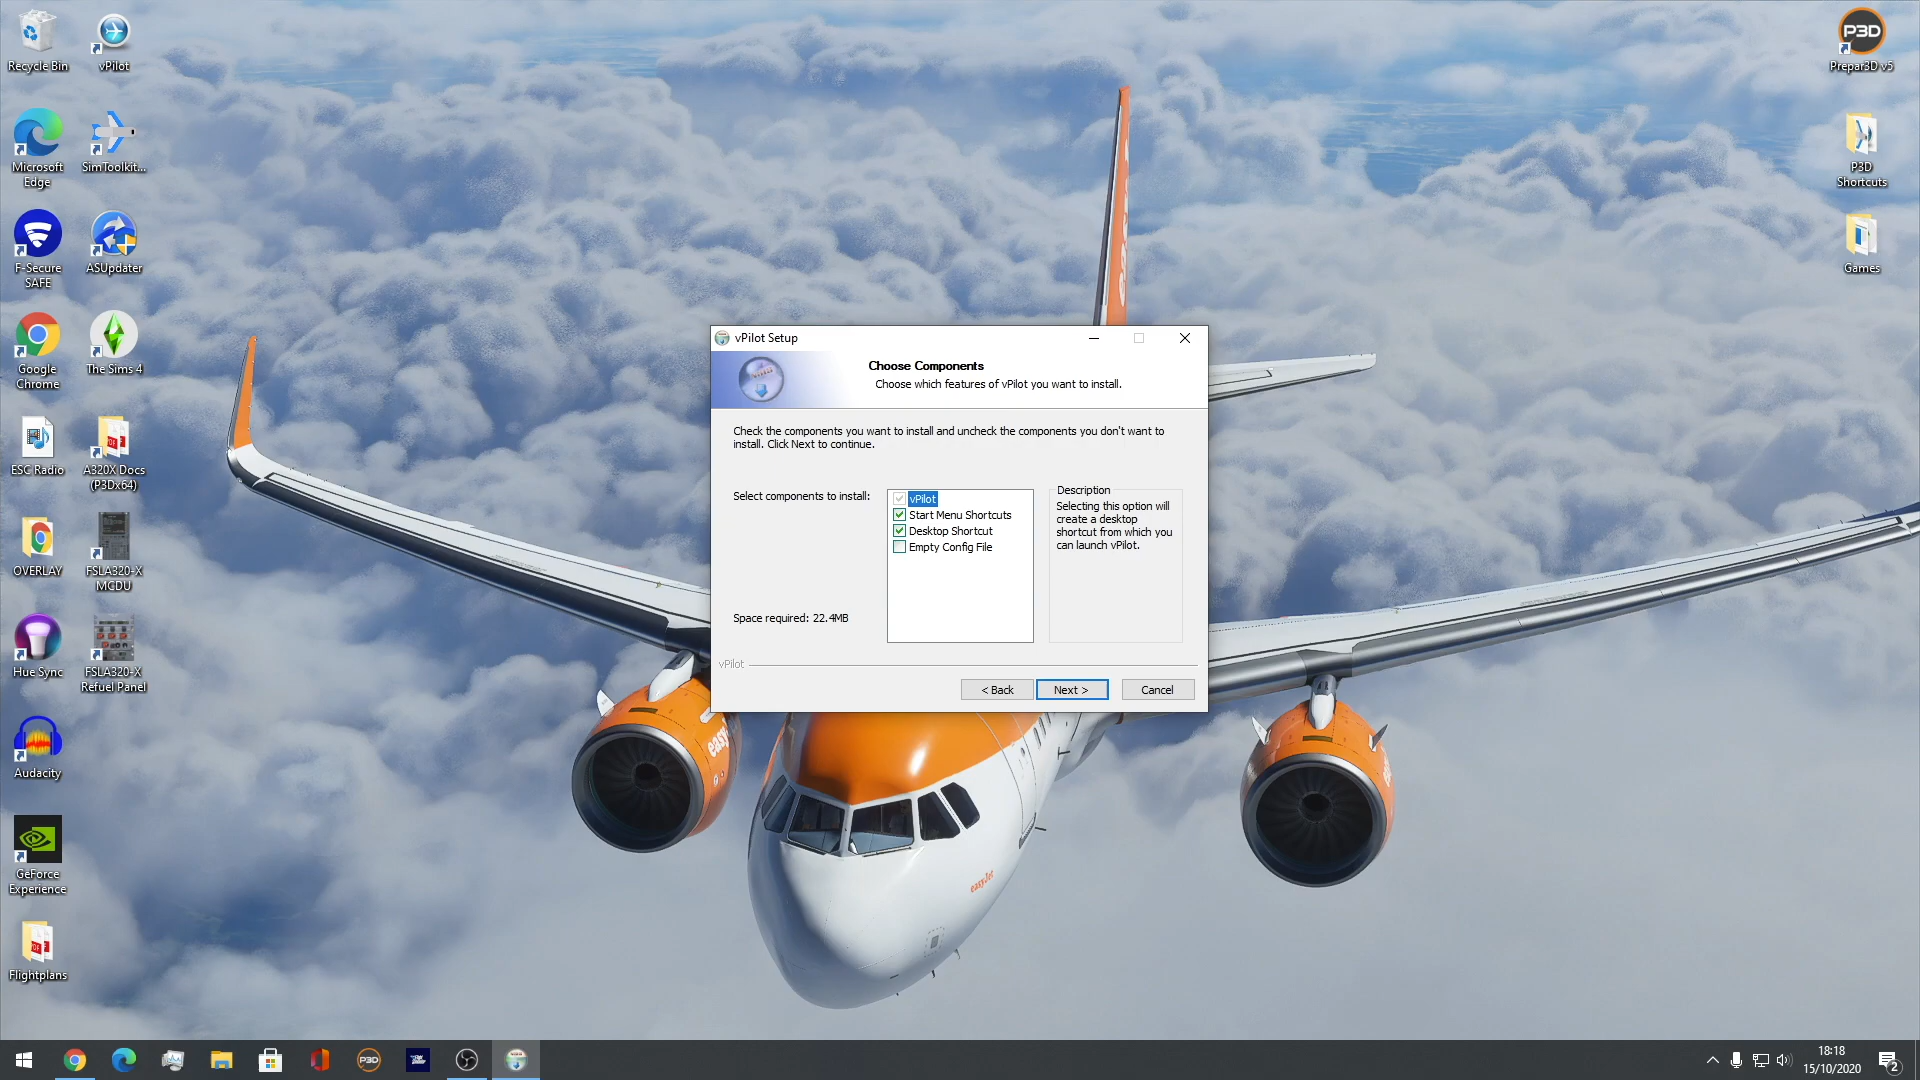 Recycle Bin
vPilot
Microsoft
Edge
SimToolkit...
F-Secure
SAFE
ASUpdater
Google
Chrome
The Sims 4
ESC Radio
A320X Docs
(P3Dx64)
OVERLAY
FSLA320-X
MCDU
Hue Sync
FSLA320-X
Refuel Panel
Audacity
GeForce
Experience
Flightplans
P3D
Prepar3D v5
P3D
Shortcuts
Games
vPilot Setup
Choose Components
Choose which features of vPilot you want to install.
Check the components you want to install and uncheck the components you don't want to
install. Click Next to continue.
Select components to install:
vPilot
Start Menu Shortcuts
Desktop Shortcut
Empty Config File
Description
Selecting this option will
create a desktop
shortcut from which you
can launch vPilot.
Space required: 22.4MB
vPilot
< Back
Next >
Cancel
easy
easyJet
P3D
18:18
15/10/2020
2